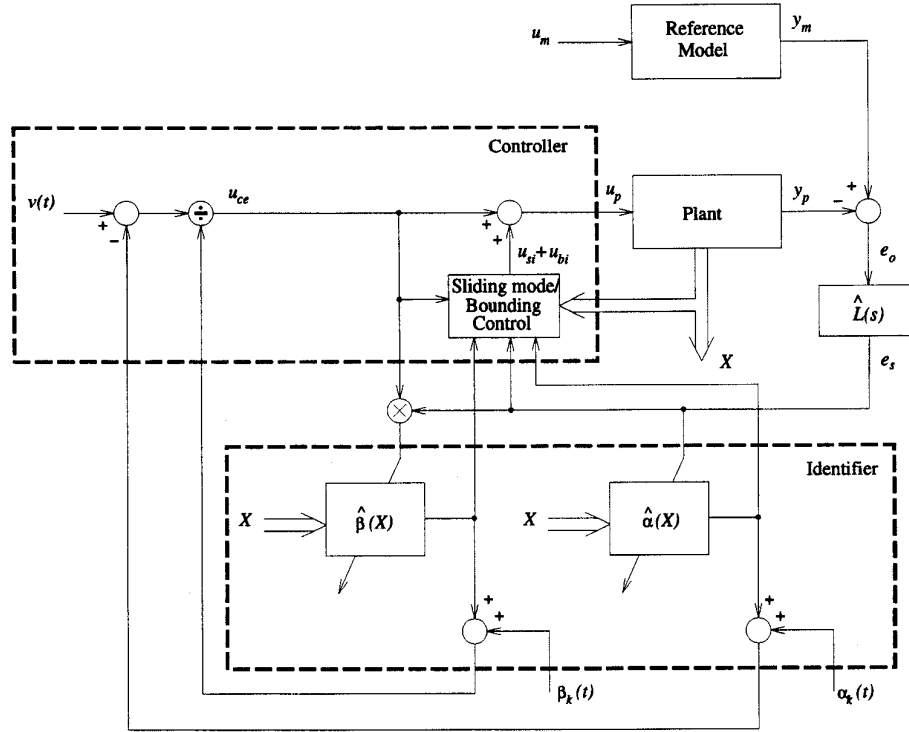 u_m
Reference
Model
y_m
Controller
v(t)
+
−
÷
u_ce
+
+
u_si + u_bi
Sliding mode/
Bounding
Control
u_p
Plant
y_p
+
−
e_o
L̂(s)
X
e_s
×
Identifier
X
β̂(X)
X
α̂(X)
+
+
+
+
β_k(t)
α_k(t)